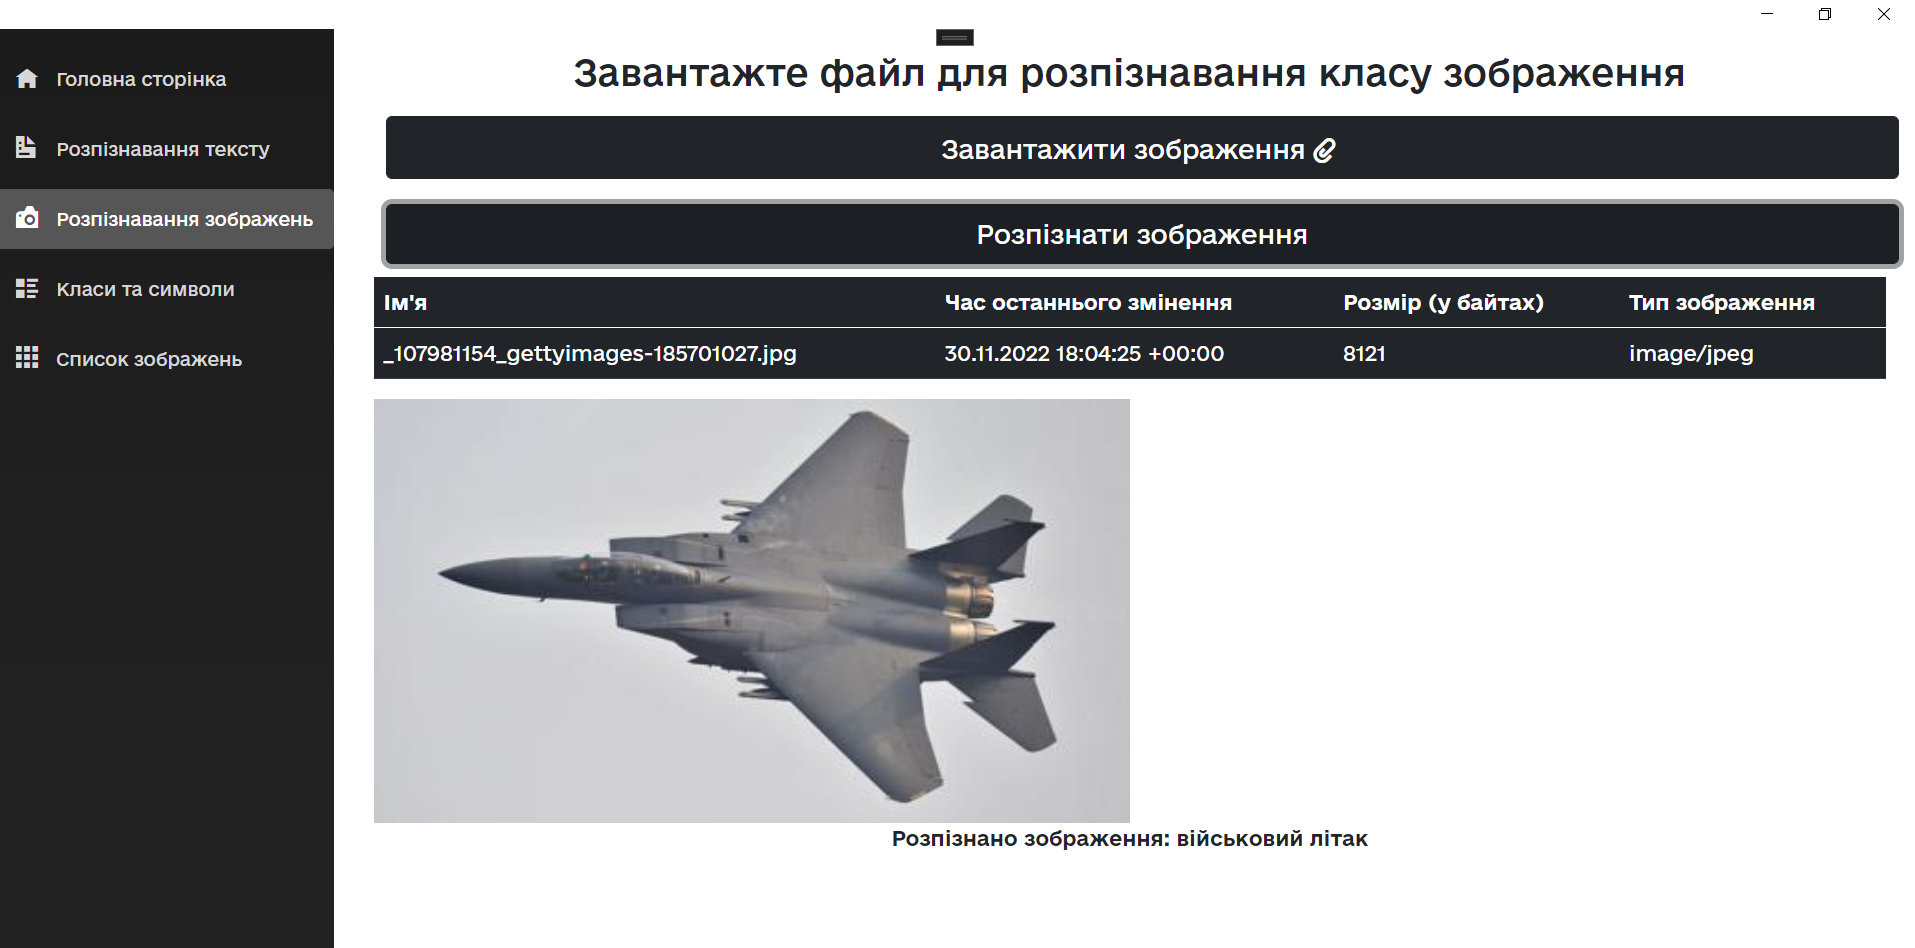 Головна сторінка
Розпізнавання тексту
Розпізнавання зображень
Класи та символи
Список зображень
Завантажте файл для розпізнавання класу зображення
Завантажити зображення
Розпізнати зображення
Ім'я Час останнього змінення Розмір (у байтах) Тип зображення
_107981154_gettyimages-185701027.jpg 30.11.2022 18:04:25 +00:00 8121 image/jpeg
Розпізнано зображення: військовий літак